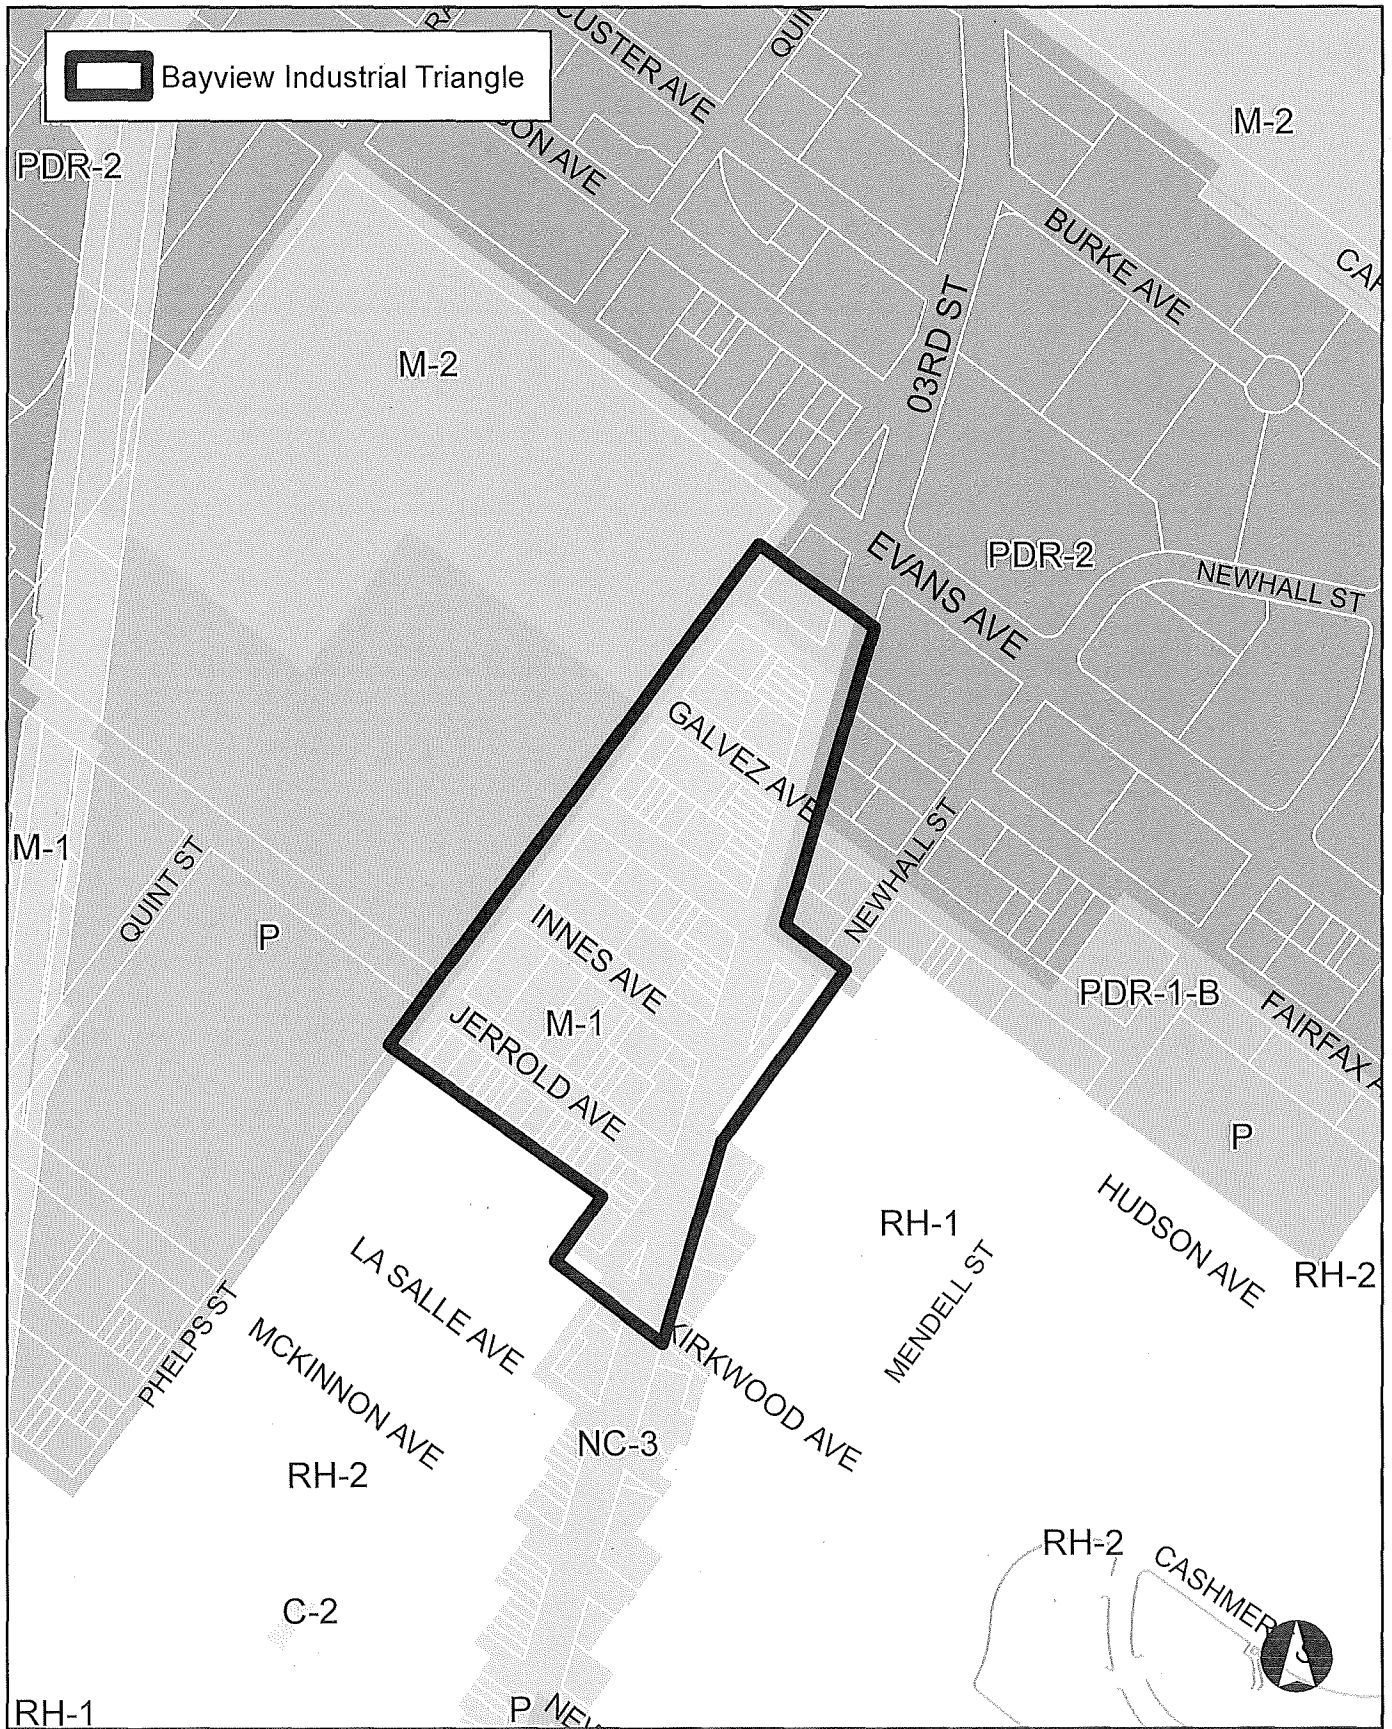 Bayview Industrial Triangle
CUSTER AVE
M-2
PDR-2
BURKE AVE
03RD ST
M-2
EVANS AVE
PDR-2
NEWHALL ST
GALVEZ AVE
NEWHALL ST
M-1
QUINT ST
P
INNES AVE
M-1
JERROLD AVE
PDR-1-B
FAIRFAX A
P
HUDSON AVE
RH-1
MENDELL ST
RH-2
LA SALLE AVE
PHELPS ST
MCKINNON AVE
KIRKWOOD AVE
NC-3
RH-2
RH-2
CASHMER
C-2
RH-1
P
NEW